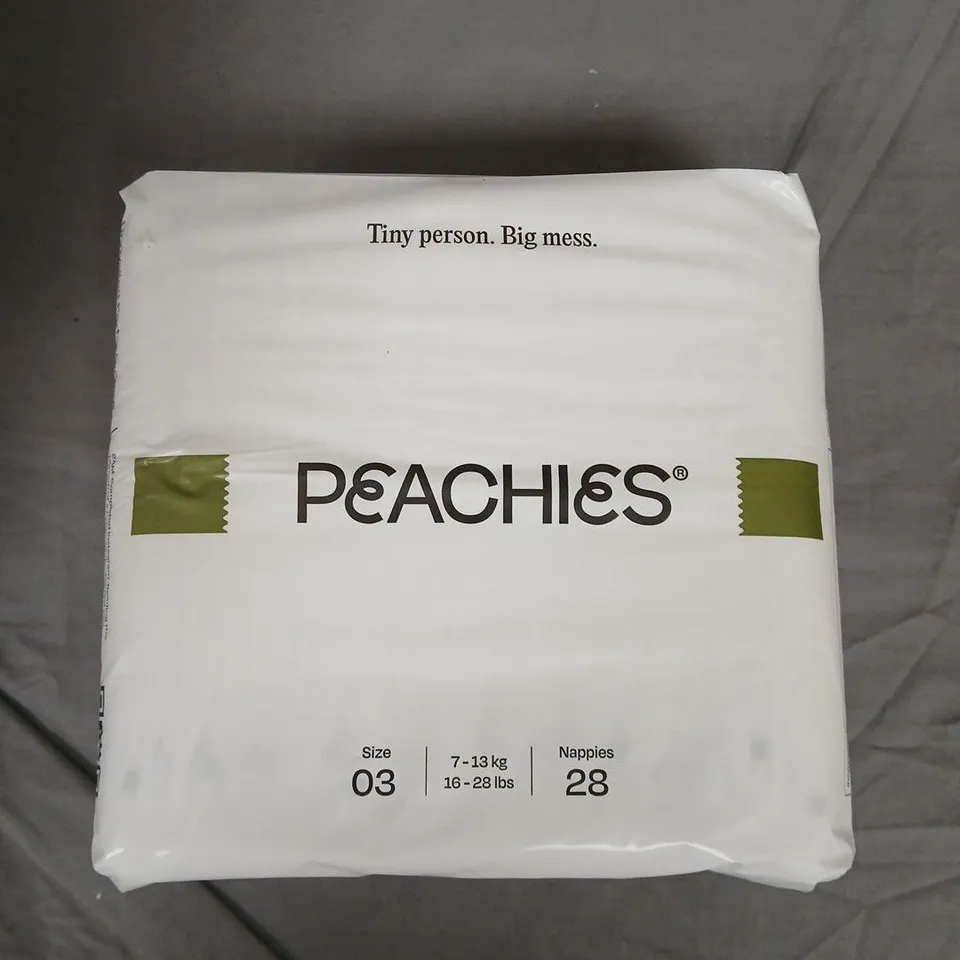 Tiny person. Big mess.
PEACHIES®
Size
03
7 - 13 kg
16 - 28 lbs
Nappies
28